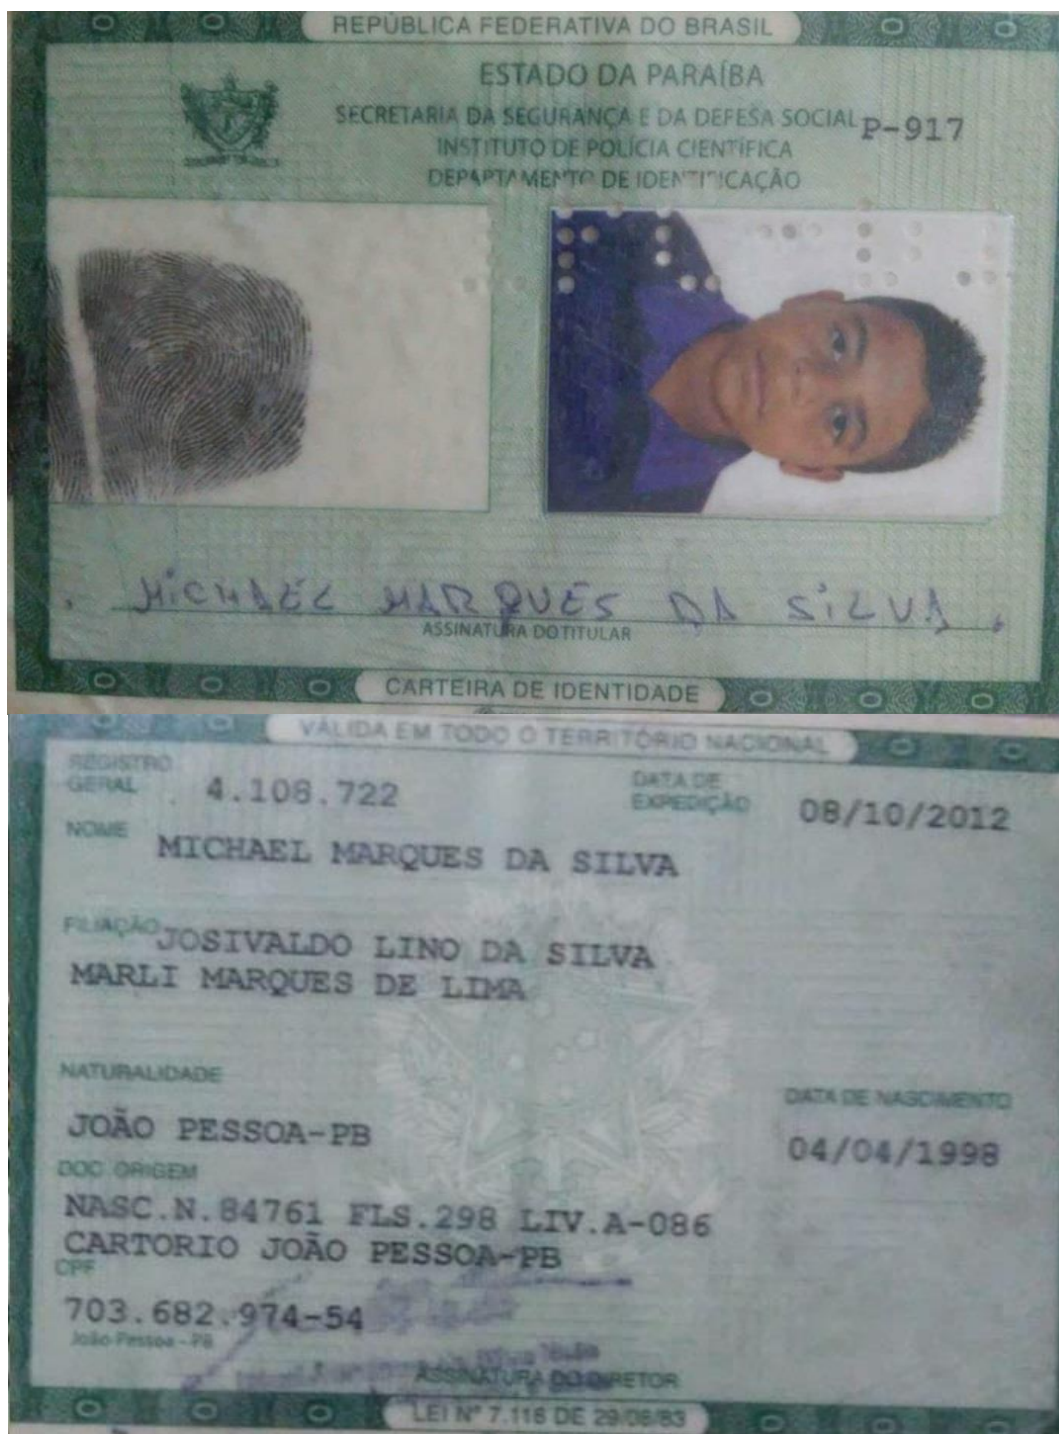 REPÚBLICA FEDERATIVA DO BRASIL
ESTADO DA PARAÍBA
SECRETARIA DA SEGURANÇA E DA DEFESA SOCIAL P-917
INSTITUTO DE POLÍCIA CIENTÍFICA
DEPARTAMENTO DE IDENTIFICAÇÃO
MICHAEL MARQUES DA SILVA
ASSINATURA DO TITULAR
CARTEIRA DE IDENTIDADE
VÁLIDA EM TODO O TERRITÓRIO NACIONAL
REGISTRO GERAL 4.108.722 DATA DE EXPEDIÇÃO 08/10/2012
NOME MICHAEL MARQUES DA SILVA
FILIAÇÃO JOSIVALDO LINO DA SILVA
MARLI MARQUES DE LIMA
NATURALIDADE DATA DE NASCIMENTO
JOÃO PESSOA-PB 04/04/1998
DOC ORIGEM
NASC.N.84761 FLS.298 LIV.A-086
CARTORIO JOÃO PESSOA-PB
CPF
703.682.974-54
João Pessoa - PB
ASSINATURA DO DIRETOR
LEI Nº 7.116 DE 29/08/83